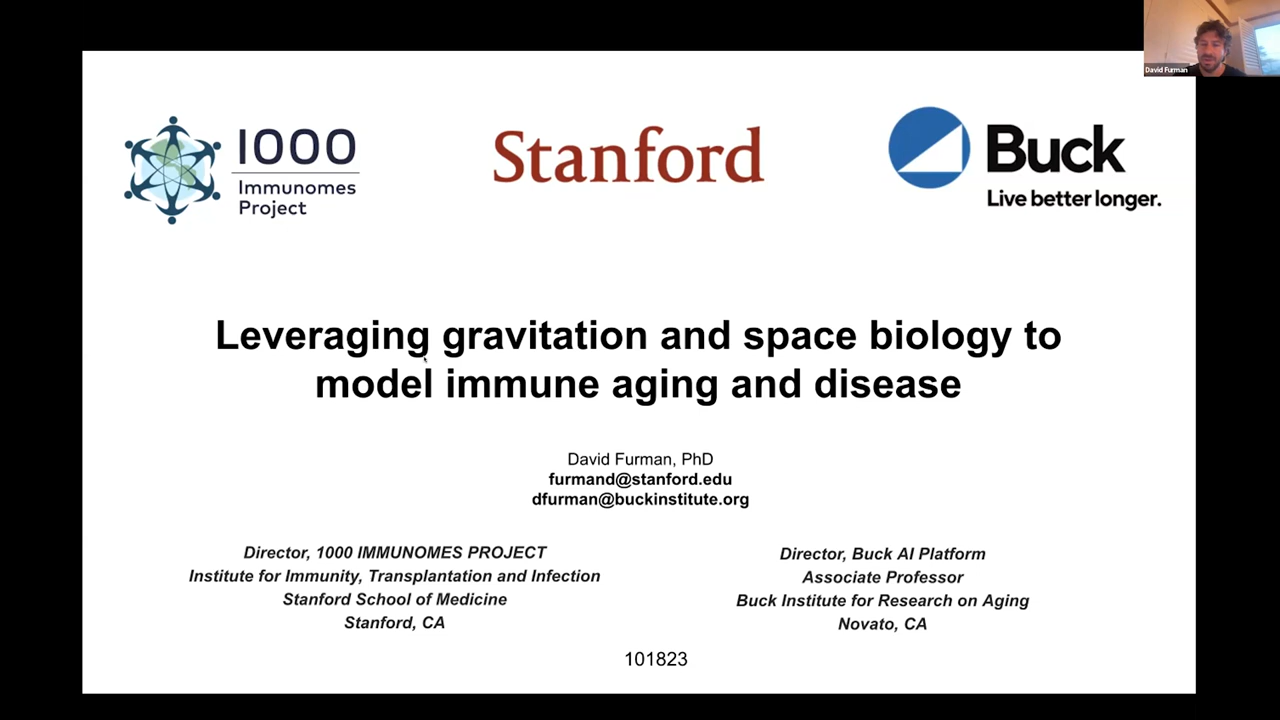 David Furman
1000
Immunomes
Project
Stanford
Buck
Live better longer.
Leveraging gravitation and space biology to
model immune aging and disease
David Furman, PhD
furmand@stanford.edu
dfurman@buckinstitute.org
Director, 1000 IMMUNOMES PROJECT
Institute for Immunity, Transplantation and Infection
Stanford School of Medicine
Stanford, CA
Director, Buck AI Platform
Associate Professor
Buck Institute for Research on Aging
Novato, CA
101823